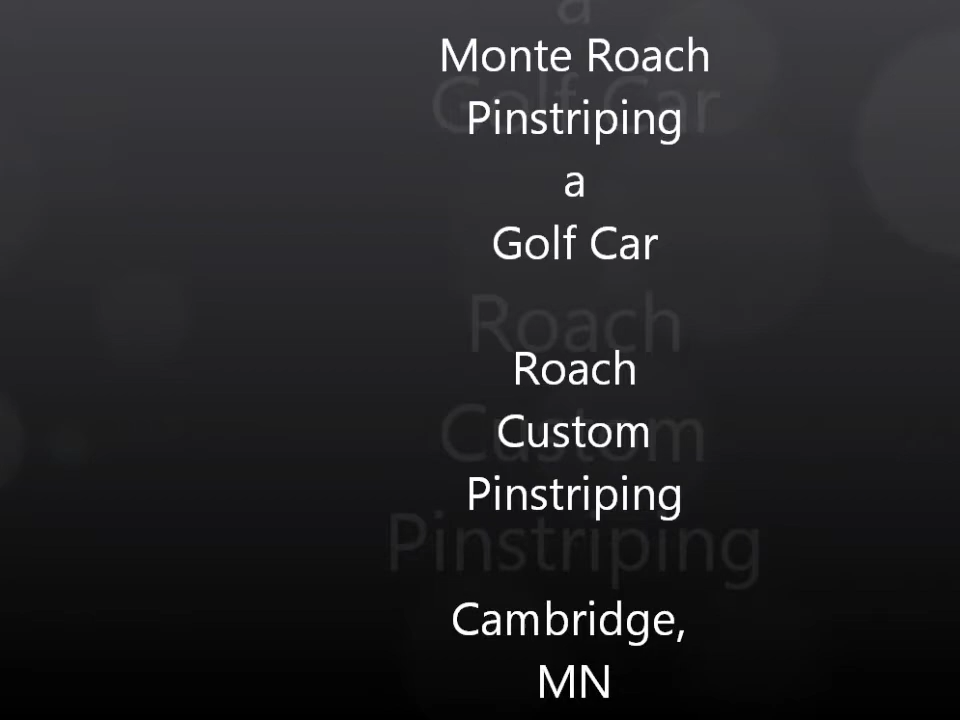 Monte Roach
Pinstriping
a
Golf Car
Roach
Custom
Pinstriping
Cambridge,
MN